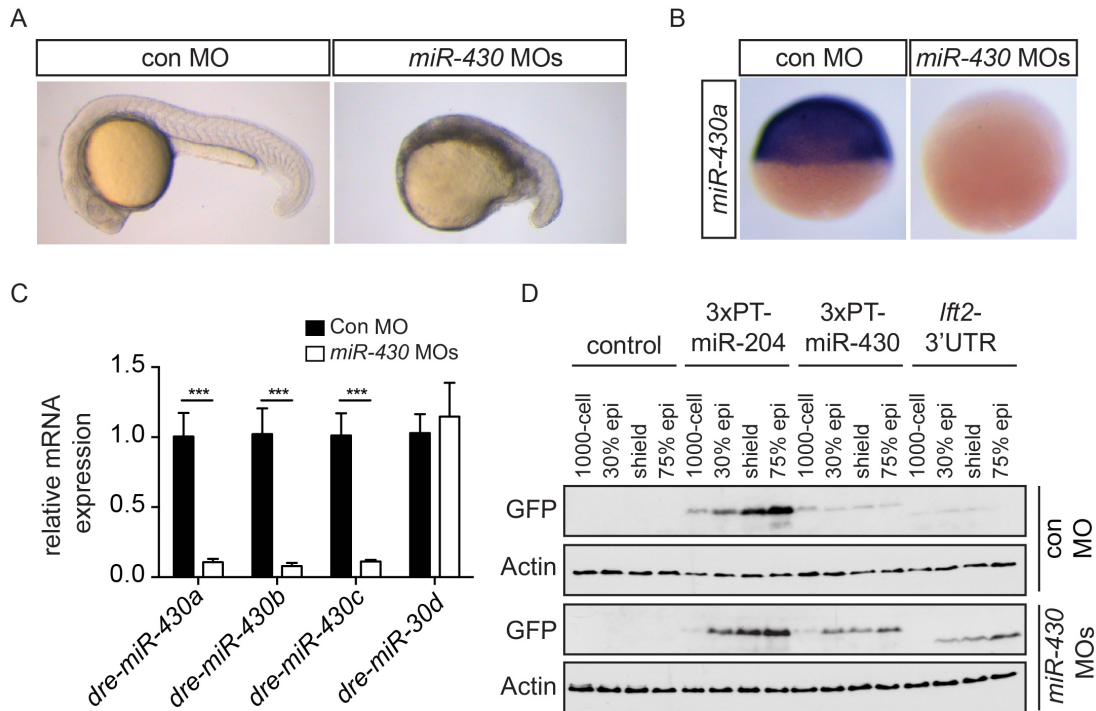 A
con MO
miR-430 MOs
B
con MO
miR-430 MOs
miR-430a
C
Con MO
miR-430 MOs
relative mRNA
expression
1.5
1.0
0.5
0.0
***
***
***
dre-miR-430a
dre-miR-430b
dre-miR-430c
dre-miR-30d
D
control
3xPT-
miR-204
3xPT-
miR-430
lft2-
3'UTR
1000-cell
30% epi
shield
75% epi
1000-cell
30% epi
shield
75% epi
1000-cell
30% epi
shield
75% epi
1000-cell
30% epi
shield
75% epi
GFP
Actin
con
MO
GFP
Actin
miR-430
MOs